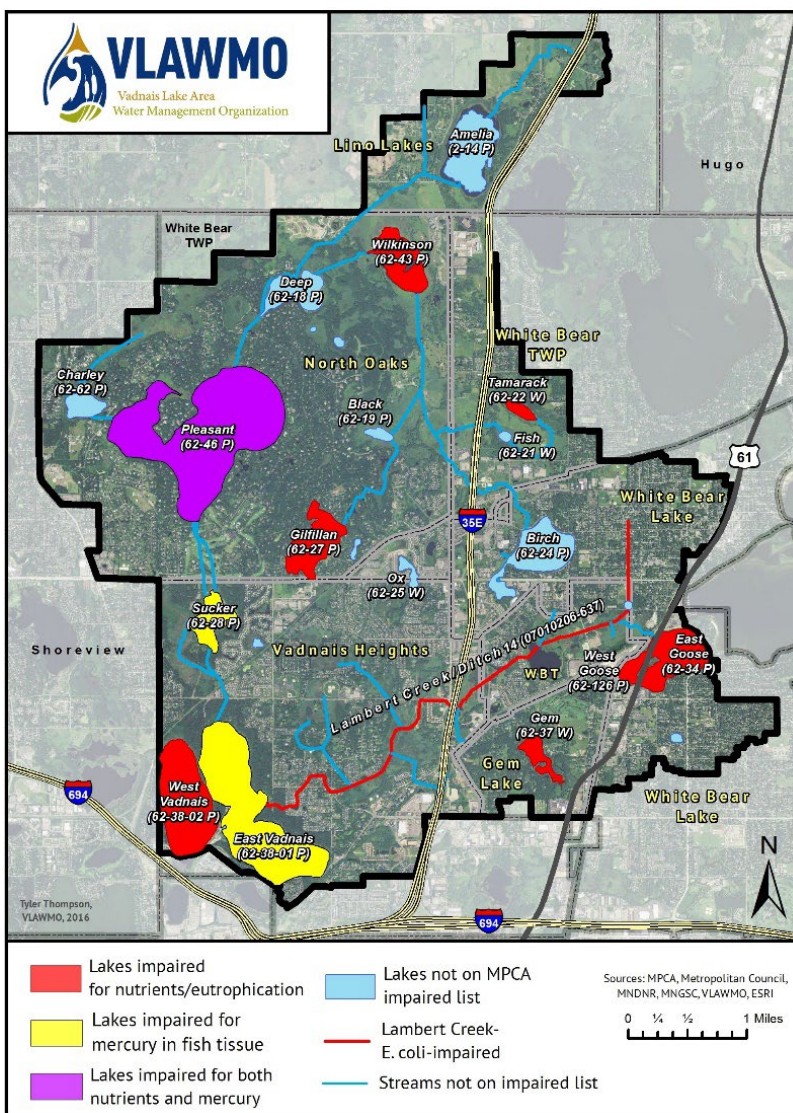 VLAWMO
Vadnais Lake Area
Water Management Organization
Amelia
(2-14 P)
Lino Lakes
Hugo
White Bear
TWP
Wilkinson
(62-43 P)
Deep
(62-18 P)
White Bear
TWP
North Oaks
Charley
(62-62 P)
Tamarack
(62-22 W)
Black
(62-19 P)
Pleasant
(62-46 P)
Fish
(62-21 W)
61
White Bear
Lake
35E
Gilfillan
(62-27 P)
Birch
(62-24 P)
Ox
(62-25 W)
Sucker
(62-28 P)
Shoreview
Vadnais Heights
Lambert Creek/Ditch 14 (07010206-637)
WBT
West
Goose
(62-126 P)
East
Goose
(62-34 P)
Gem
(62-37 W)
Gem
Lake
West
Vadnais
(62-38-02 P)
694
White Bear
Lake
East Vadnais
(62-38-01 P)
N
Tyler Thompson,
VLAWMO, 2016
694
Lakes impaired
for nutrients/eutrophication
Lakes impaired for
mercury in fish tissue
Lakes impaired for both
nutrients and mercury
Lakes not on MPCA
impaired list
Lambert Creek-
E. coli-impaired
Streams not on impaired list
Sources: MPCA, Metropolitan Council,
MNDNR, MNGSC, VLAWMO, ESRI
0 ¼ ½ 1 Miles